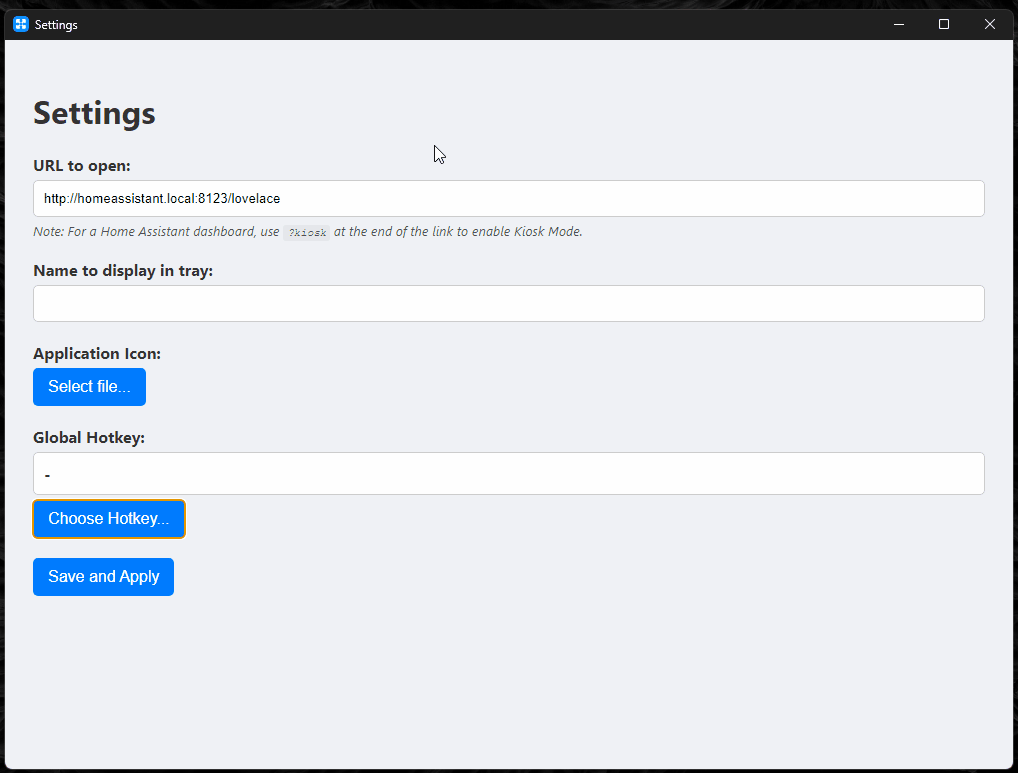 Settings
Settings
URL to open:
http://homeassistant.local:8123/lovelace
Note: For a Home Assistant dashboard, use ?kiosk at the end of the link to enable Kiosk Mode.
Name to display in tray:
Application Icon:
Select file...
Global Hotkey:
-
Choose Hotkey...
Save and Apply